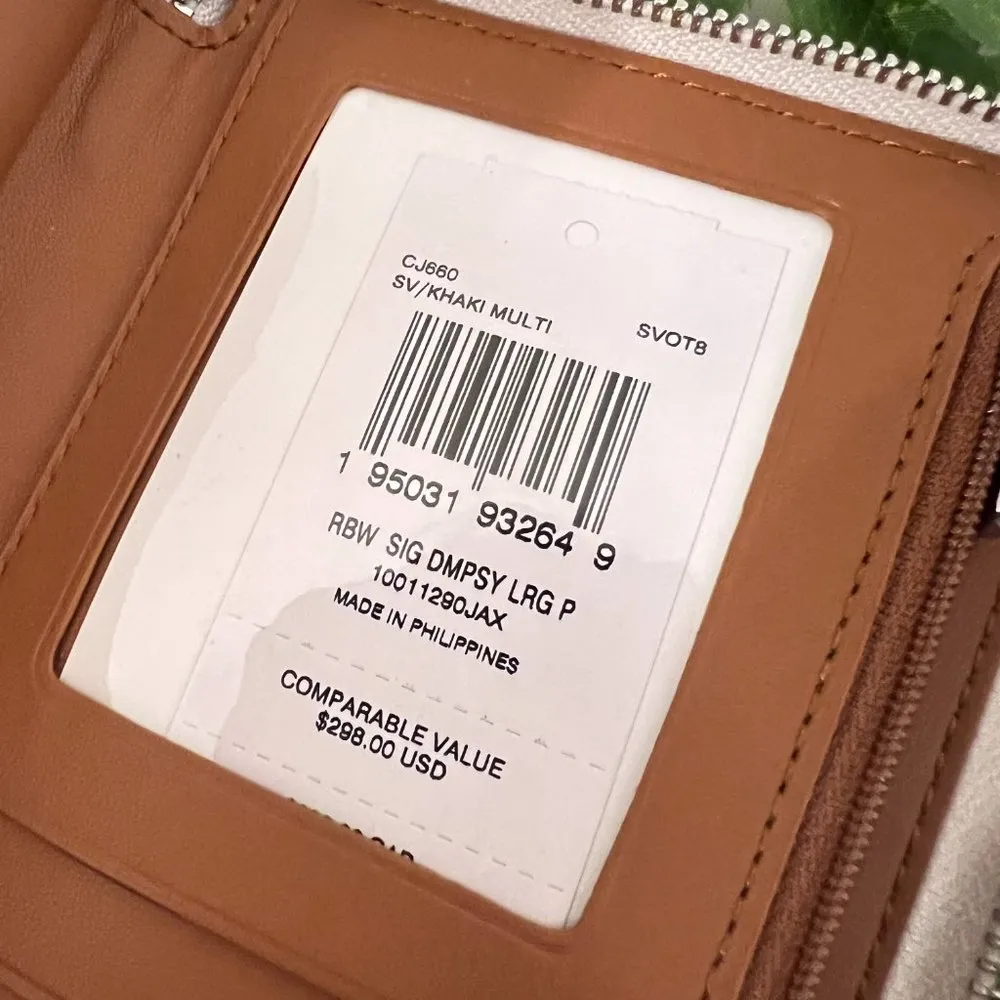 CJ660
SV/KHAKI MULTI SVOT8
1 95031 93264 9
RBW SIG DMPSY LRG P
10011290JAX
MADE IN PHILIPPINES
COMPARABLE VALUE
$298.00 USD